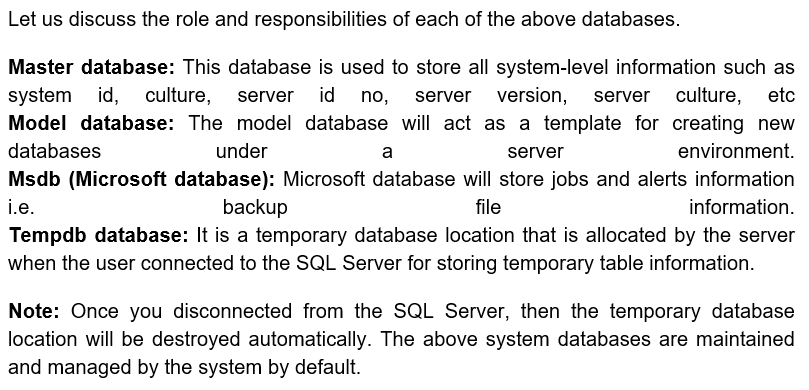 Let us discuss the role and responsibilities of each of the above databases.
Master database: This database is used to store all system-level information such as
system id, culture, server id no, server version, server culture, etc
Model database: The model database will act as a template for creating new
databases under a server environment.
Msdb (Microsoft database): Microsoft database will store jobs and alerts information
i.e. backup file information.
Tempdb database: It is a temporary database location that is allocated by the server
when the user connected to the SQL Server for storing temporary table information.
Note: Once you disconnected from the SQL Server, then the temporary database
location will be destroyed automatically. The above system databases are maintained
and managed by the system by default.